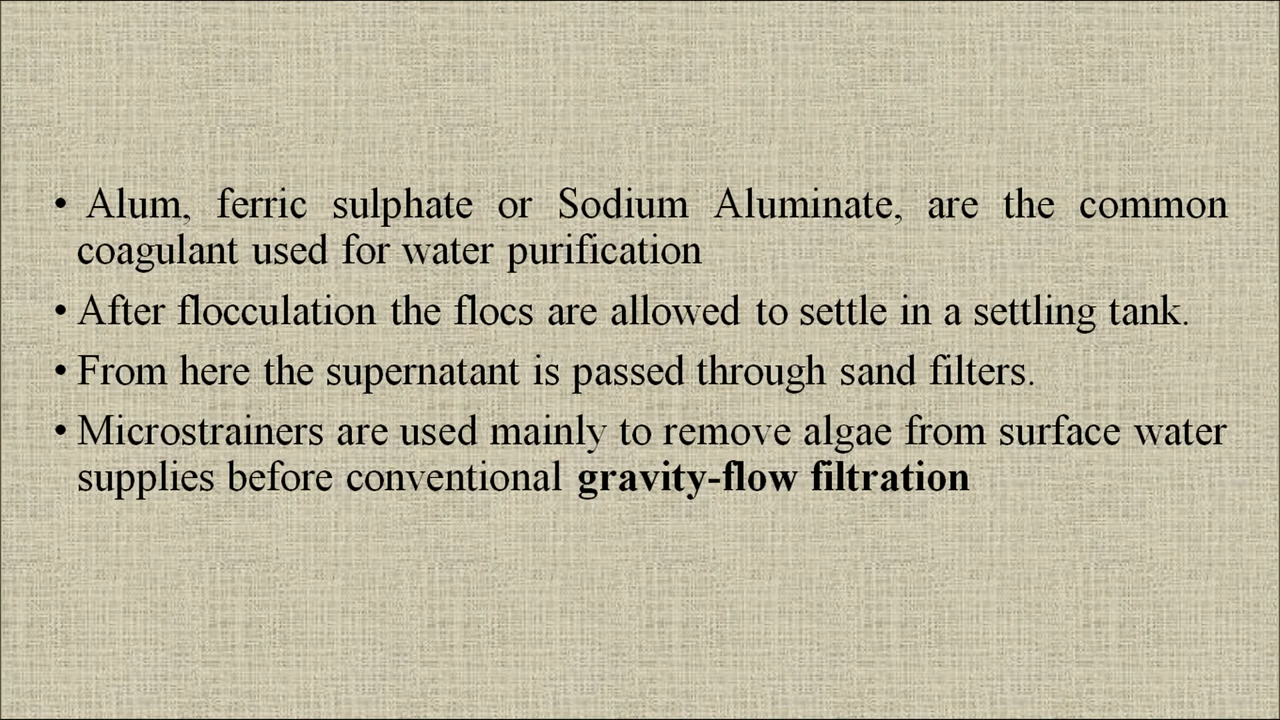 • Alum, ferric sulphate or Sodium Aluminate, are the common
coagulant used for water purification
• After flocculation the flocs are allowed to settle in a settling tank.
• From here the supernatant is passed through sand filters.
• Microstrainers are used mainly to remove algae from surface water
supplies before conventional gravity-flow filtration